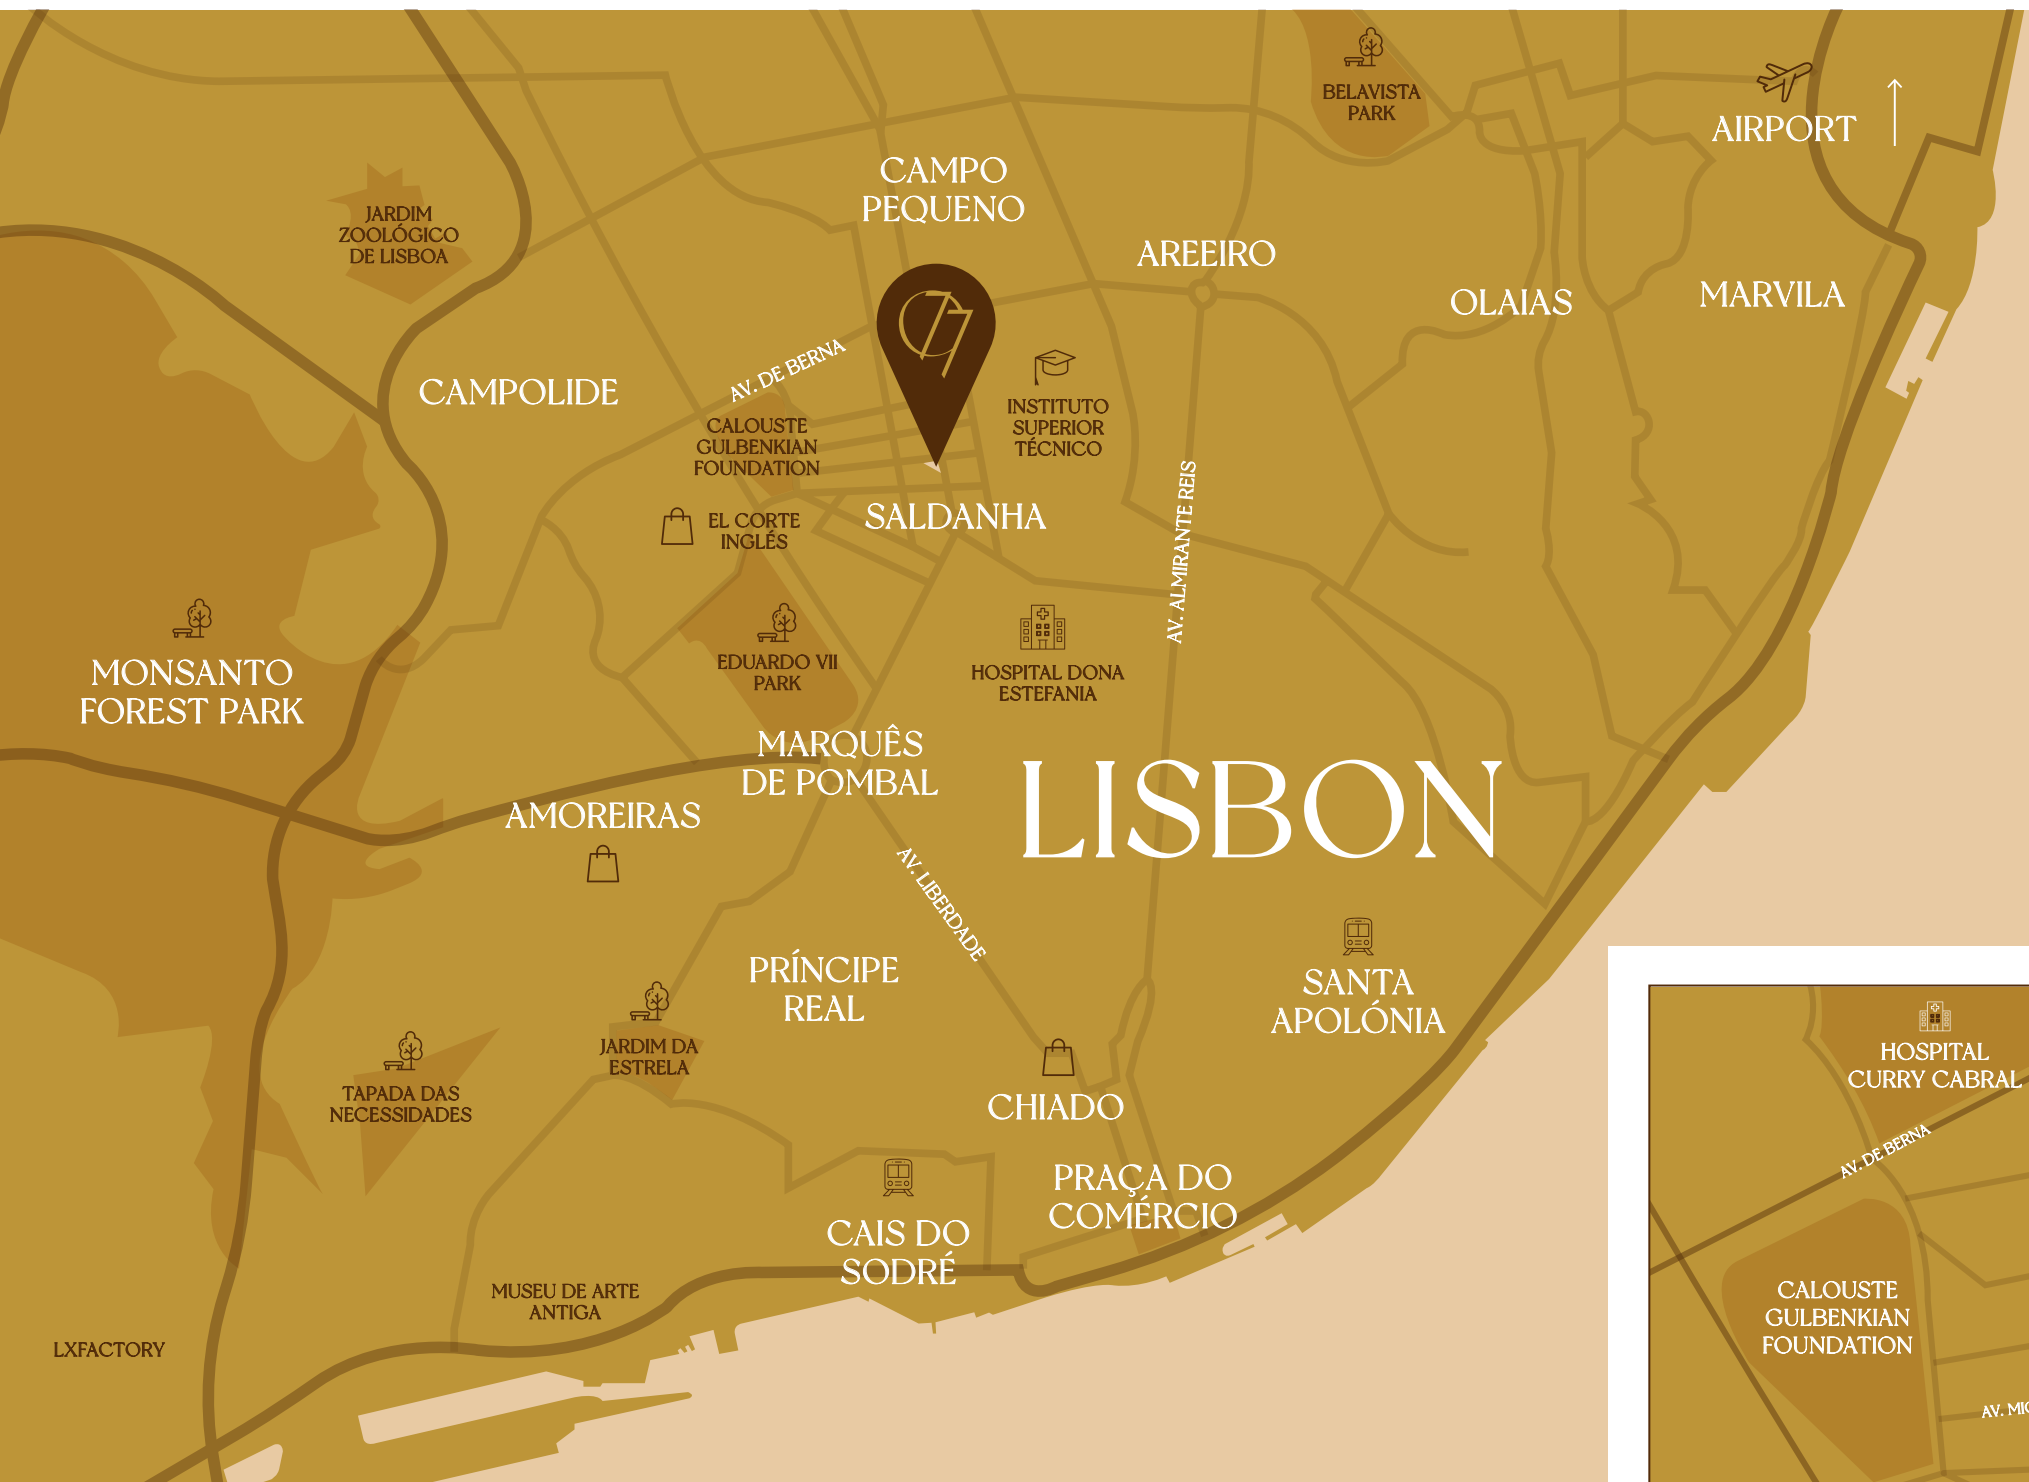 BELAVISTA
PARK
AIRPORT
CAMPO
PEQUENO
JARDIM
ZOOLÓGICO
DE LISBOA
AREEIRO
OLAIAS
MARVILA
C77
AV. DE BERNA
CAMPOLIDE
CALOUSTE
GULBENKIAN
FOUNDATION
INSTITUTO
SUPERIOR
TÉCNICO
AV. ALMIRANTE REIS
SALDANHA
EL CORTE
INGLÉS
MONSANTO
FOREST PARK
EDUARDO VII
PARK
HOSPITAL DONA
ESTEFANIA
MARQUÊS
DE POMBAL
LISBON
AMOREIRAS
AV. LIBERDADE
PRÍNCIPE
REAL
SANTA
APOLÓNIA
JARDIM DA
ESTRELA
TAPADA DAS
NECESSIDADES
CHIADO
PRAÇA DO
COMÉRCIO
CAIS DO
SODRÉ
MUSEU DE ARTE
ANTIGA
LXFACTORY
HOSPITAL
CURRY CABRAL
AV. DE BERNA
CALOUSTE
GULBENKIAN
FOUNDATION
AV.